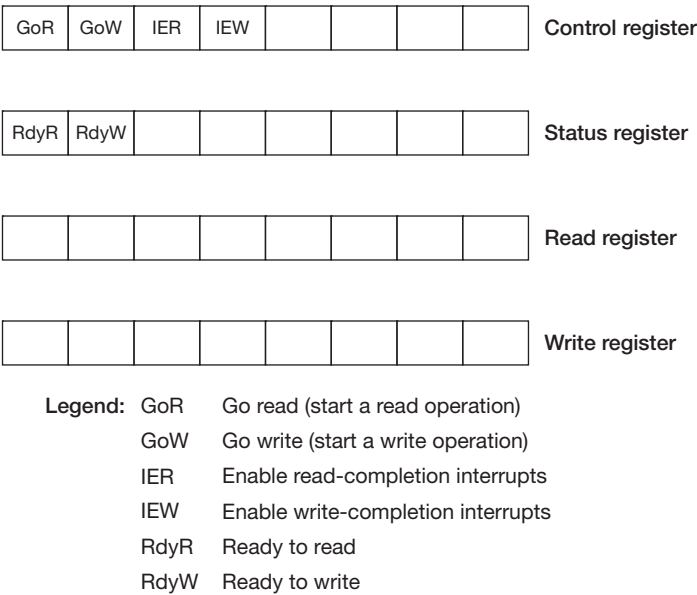 GoR GoW IER IEW Control register
RdyR RdyW Status register
Read register
Write register
Legend: GoR Go read (start a read operation)
GoW Go write (start a write operation)
IER Enable read-completion interrupts
IEW Enable write-completion interrupts
RdyR Ready to read
RdyW Ready to write